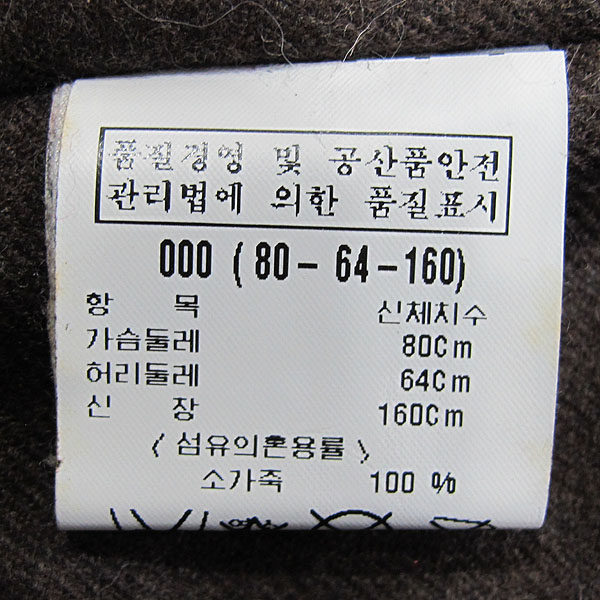 품질경영 및 공산품안전
관리법에 의한 품질표시
000 ( 80 - 64 - 160)
항 목 신체치수
가슴둘레 80Cm
허리둘레 64Cm
신 장 160Cm
〈 섬유의혼용률 〉
소가죽 100 %